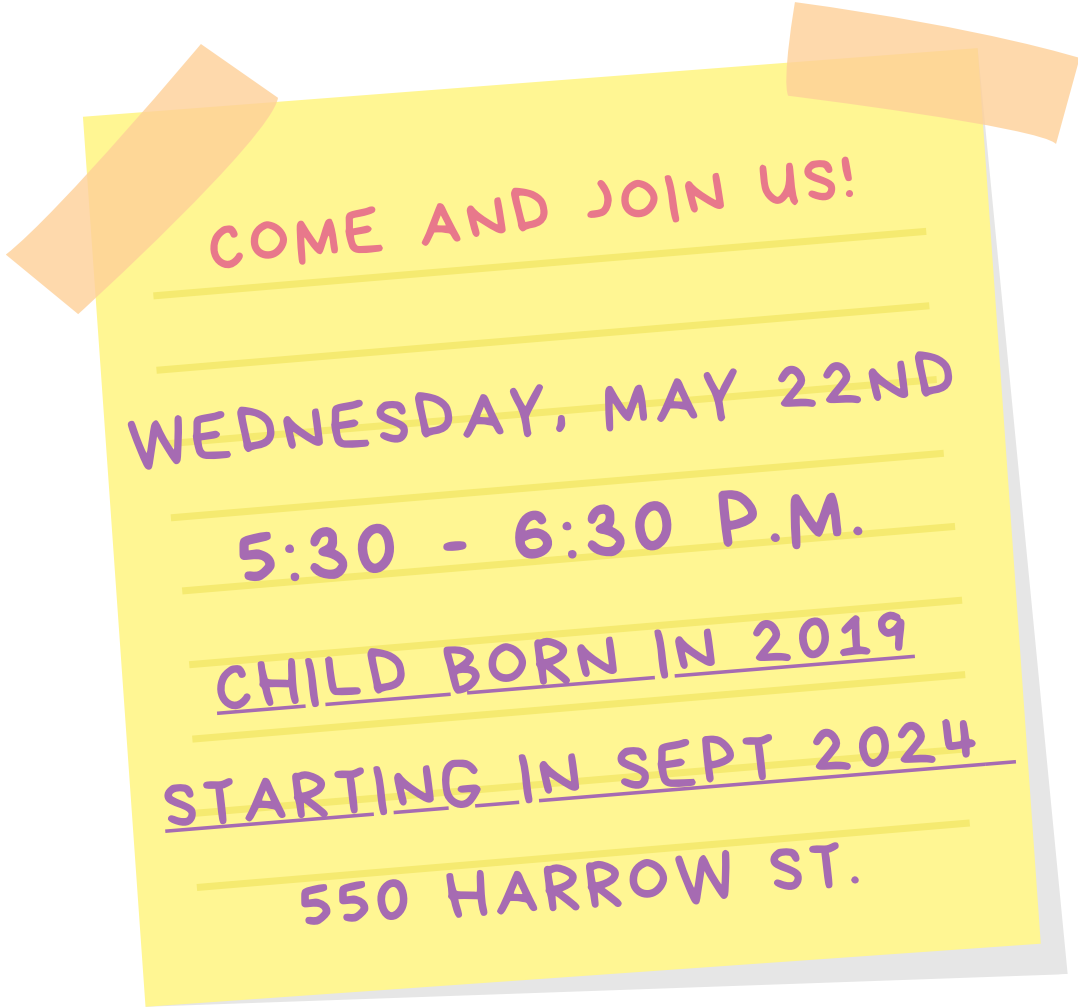 COME AND JOIN US!
WEDNESDAY, MAY 22ND
5:30 - 6:30 P.M.
CHILD BORN IN 2019
STARTING IN SEPT 2024
550 HARROW ST.